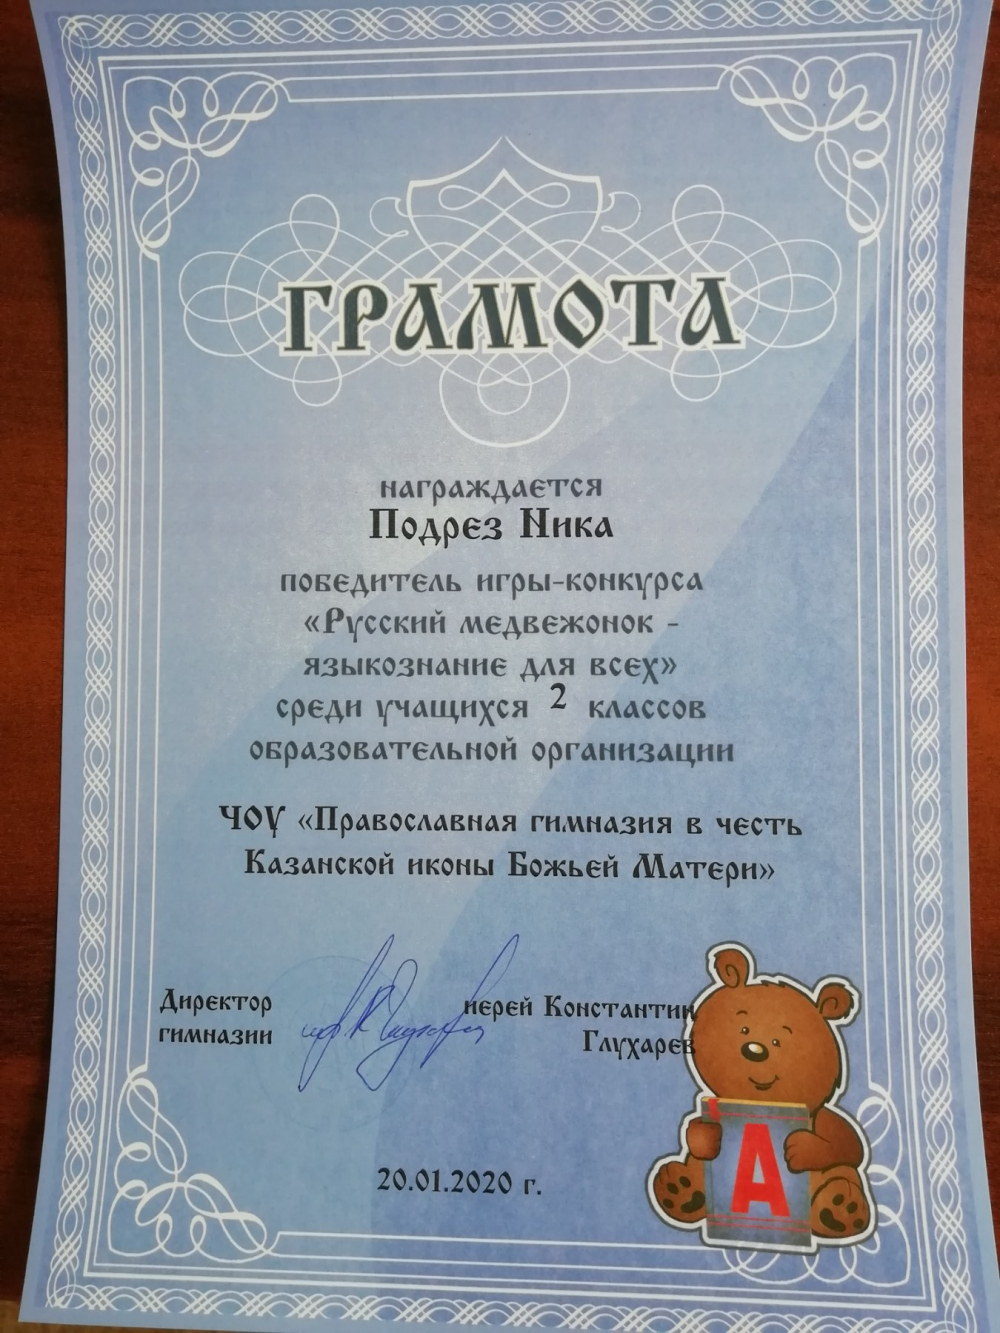 ГРАМОТА
награждается
Подрез Ника
победитель игры-конкурса
«Русский медвежонок -
языкознание для всех»
среди учащихся 2 классов
образовательной организации
ЧОУ «Православная гимназия в честь
Казанской иконы Божьей Матери»
Директор
гимназии
иерей Константин
Глухарев
А
20.01.2020 г.